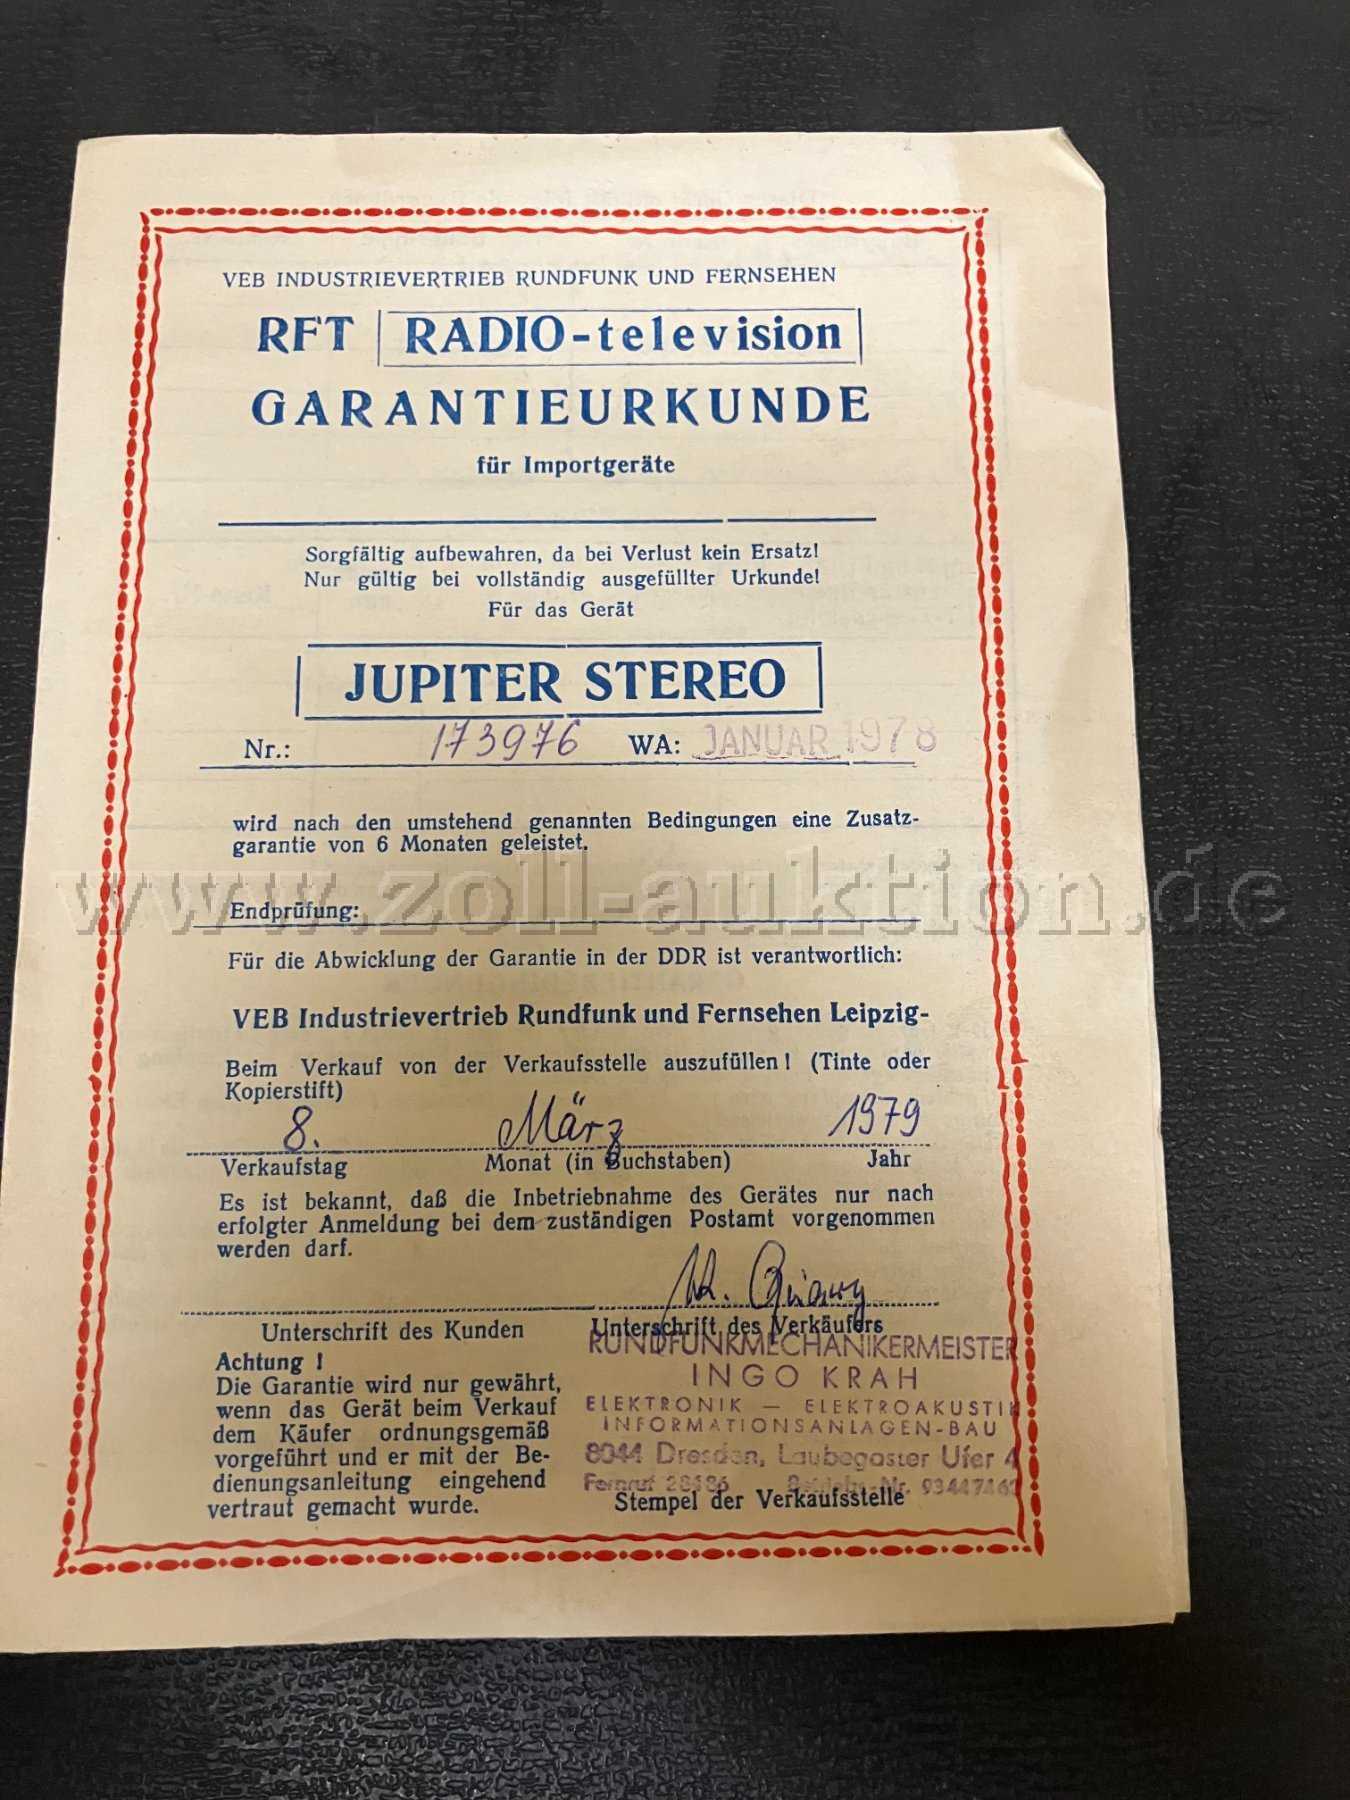 VEB INDUSTRIEVERTRIEB RUNDFUNK UND FERNSEHEN
RFT RADIO-television
GARANTIEURKUNDE
für Importgeräte
Sorgfältig aufbewahren, da bei Verlust kein Ersatz!
Nur gültig bei vollständig ausgefüllter Urkunde!
Für das Gerät
JUPITER STEREO
Nr.: 173976 WA: JANUAR 1978
wird nach den umstehend genannten Bedingungen eine Zusatz-
garantie von 6 Monaten geleistet.
www.zoll-auktion.de
Endprüfung:
Für die Abwicklung der Garantie in der DDR ist verantwortlich:
VEB Industrievertrieb Rundfunk und Fernsehen Leipzig-
Beim Verkauf von der Verkaufsstelle auszufüllen! (Tinte oder
Kopierstift)
8. März 1979
Verkaufstag Monat (in Buchstaben) Jahr
Es ist bekannt, daß die Inbetriebnahme des Gerätes nur nach
erfolgter Anmeldung bei dem zuständigen Postamt vorgenommen
werden darf.
Unterschrift des Kunden Unterschrift des Verkäufers
Achtung!
Die Garantie wird nur gewährt,
wenn das Gerät beim Verkauf
dem Käufer ordnungsgemäß
vorgeführt und er mit der Be-
dienungsanleitung eingehend
vertraut gemacht wurde.
RUNDFUNKMECHANIKERMEISTER
INGO KRAH
ELEKTRONIK — ELEKTROAKUSTIK
INFORMATIONSANLAGEN-BAU
8044 Dresden, Laubegaster Ufer 4
Fernruf Betriebs-Nr.
Stempel der Verkaufsstelle